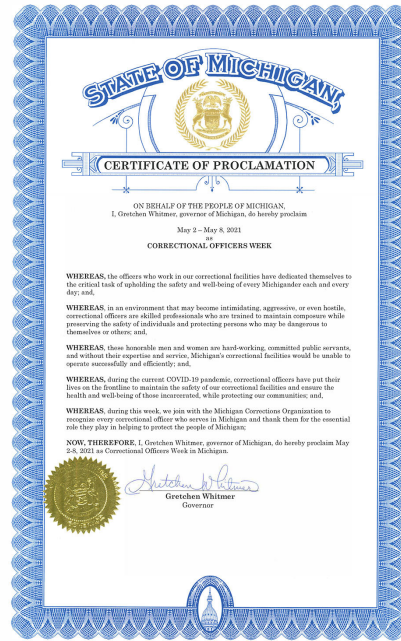 STATE OF MICHIGAN,
CERTIFICATE OF PROCLAMATION
ON BEHALF OF THE PEOPLE OF MICHIGAN,
I, Gretchen Whitmer, governor of Michigan, do hereby proclaim
May 2 – May 8, 2021
as
CORRECTIONAL OFFICERS WEEK
WHEREAS, the officers who work in our correctional facilities have dedicated themselves to
the critical task of upholding the safety and well-being of every Michigander each and every
day; and,
WHEREAS, in an environment that may become intimidating, aggressive, or even hostile,
correctional officers are skilled professionals who are trained to maintain composure while
preserving the safety of individuals and protecting persons who may be dangerous to
themselves or others; and,
WHEREAS, these honorable men and women are hard-working, committed public servants,
and without their expertise and service, Michigan's correctional facilities would be unable to
operate successfully and efficiently; and,
WHEREAS, during the current COVID-19 pandemic, correctional officers have put their
lives on the frontline to maintain the safety of our correctional facilities and ensure the
health and well-being of those incarcerated, while protecting our communities; and,
WHEREAS, during this week, we join with the Michigan Corrections Organization to
recognize every correctional officer who serves in Michigan and thank them for the essential
role they play in helping to protect the people of Michigan;
NOW, THEREFORE, I, Gretchen Whitmer, governor of Michigan, do hereby proclaim May
2-8, 2021 as Correctional Officers Week in Michigan.
Gretchen Whitmer
Gretchen Whitmer
Governor